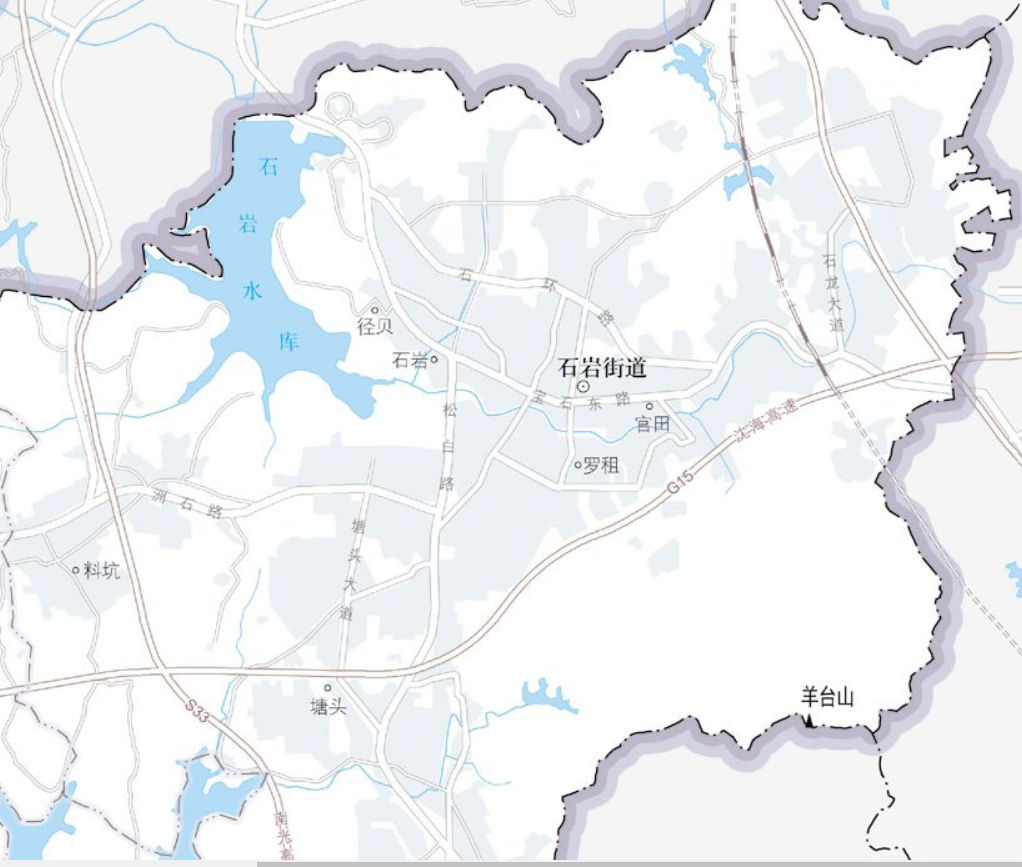 石岩水库
径贝
石岩
石环路
石龙大道
石岩街道
宝石东路
官田
罗租
松白路
沈海高速
G15
洲石路
塘头大道
料坑
塘头
S33
羊台山
南光高